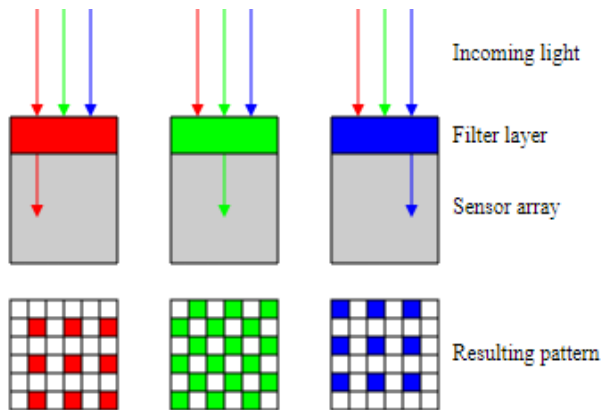 Incoming light
Filter layer
Sensor array
Resulting pattern